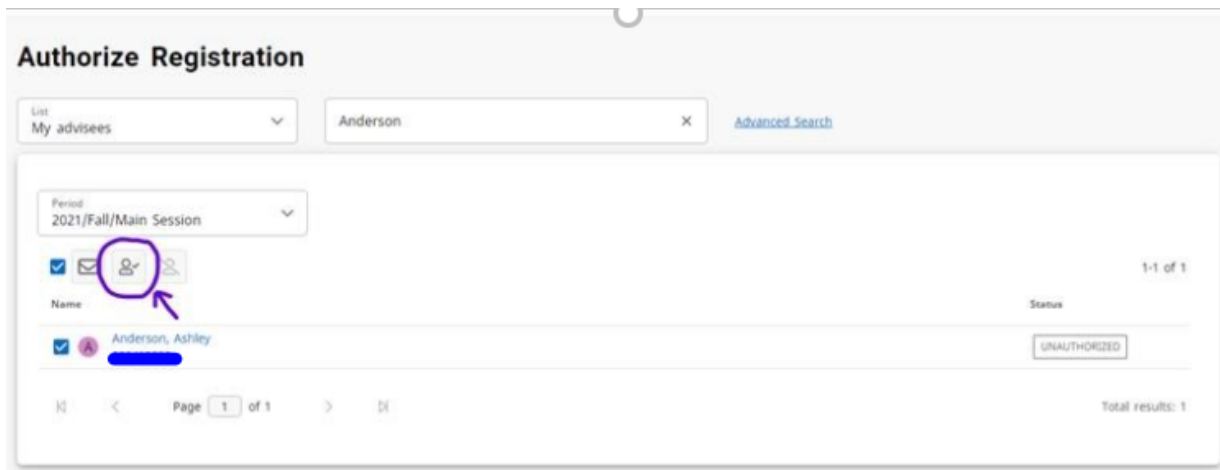 Authorize Registration
List
My advisees
Anderson
Advanced Search
Period
2021/Fall/Main Session
1-1 of 1
Name
Status
A
Anderson, Ashley
UNAUTHORIZED
Page 1 of 1
Total results: 1